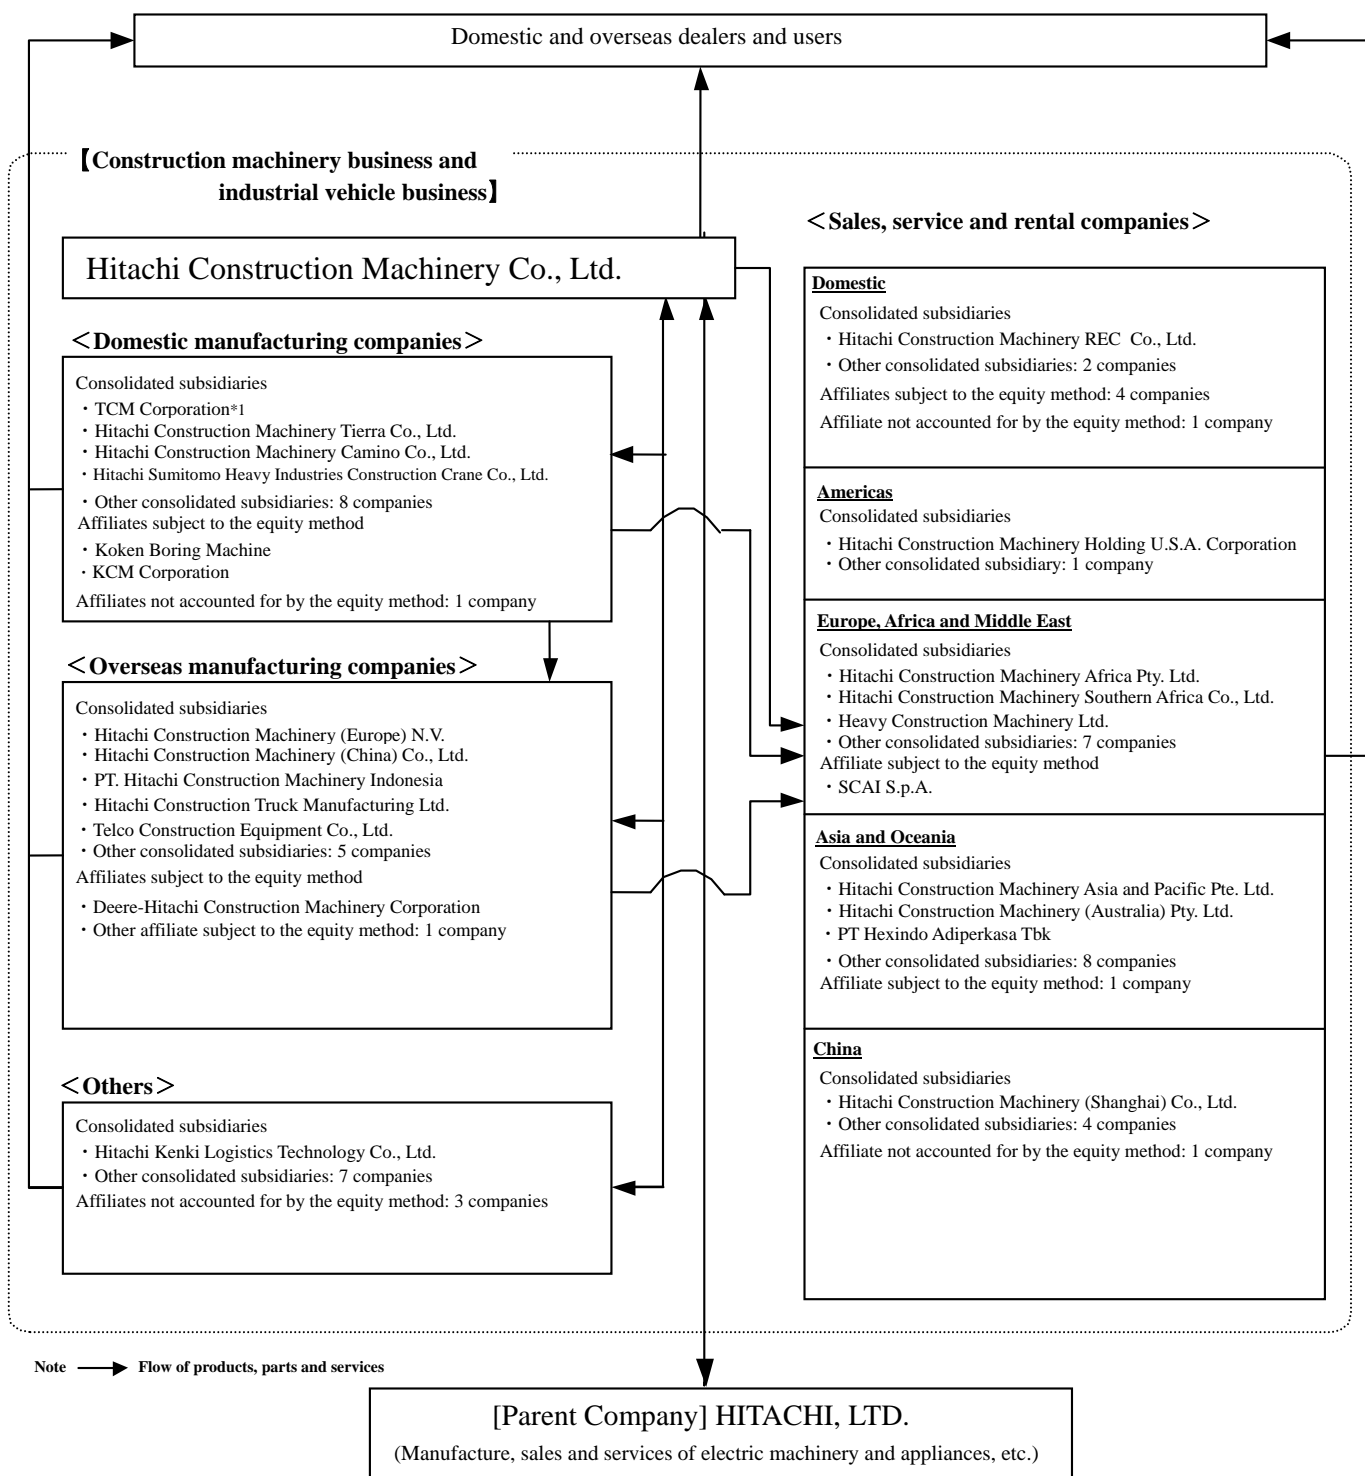 Domestic and overseas dealers and users
【Construction machinery business and
industrial vehicle business】
Hitachi Construction Machinery Co., Ltd.
＜Domestic manufacturing companies＞
Consolidated subsidiaries
・TCM Corporation*1
・Hitachi Construction Machinery Tierra Co., Ltd.
・Hitachi Construction Machinery Camino Co., Ltd.
・Hitachi Sumitomo Heavy Industries Construction Crane Co., Ltd.
・Other consolidated subsidiaries: 8 companies
Affiliates subject to the equity method
・Koken Boring Machine
・KCM Corporation
Affiliates not accounted for by the equity method: 1 company
＜Overseas manufacturing companies＞
Consolidated subsidiaries
・Hitachi Construction Machinery (Europe) N.V.
・Hitachi Construction Machinery (China) Co., Ltd.
・PT. Hitachi Construction Machinery Indonesia
・Hitachi Construction Truck Manufacturing Ltd.
・Telco Construction Equipment Co., Ltd.
・Other consolidated subsidiaries: 5 companies
Affiliates subject to the equity method
・Deere-Hitachi Construction Machinery Corporation
・Other affiliate subject to the equity method: 1 company
＜Others＞
Consolidated subsidiaries
・Hitachi Kenki Logistics Technology Co., Ltd.
・Other consolidated subsidiaries: 7 companies
Affiliates not accounted for by the equity method: 3 companies
＜Sales, service and rental companies＞
Domestic
Consolidated subsidiaries
・Hitachi Construction Machinery REC Co., Ltd.
・Other consolidated subsidiaries: 2 companies
Affiliates subject to the equity method: 4 companies
Affiliate not accounted for by the equity method: 1 company
Americas
Consolidated subsidiaries
・Hitachi Construction Machinery Holding U.S.A. Corporation
・Other consolidated subsidiary: 1 company
Europe, Africa and Middle East
Consolidated subsidiaries
・Hitachi Construction Machinery Africa Pty. Ltd.
・Hitachi Construction Machinery Southern Africa Co., Ltd.
・Heavy Construction Machinery Ltd.
・Other consolidated subsidiaries: 7 companies
Affiliate subject to the equity method
・SCAI S.p.A.
Asia and Oceania
Consolidated subsidiaries
・Hitachi Construction Machinery Asia and Pacific Pte. Ltd.
・Hitachi Construction Machinery (Australia) Pty. Ltd.
・PT Hexindo Adiperkasa Tbk
・Other consolidated subsidiaries: 8 companies
Affiliate subject to the equity method: 1 company
China
Consolidated subsidiaries
・Hitachi Construction Machinery (Shanghai) Co., Ltd.
・Other consolidated subsidiaries: 4 companies
Affiliate not accounted for by the equity method: 1 company
Note Flow of products, parts and services
[Parent Company] HITACHI, LTD.
(Manufacture, sales and services of electric machinery and appliances, etc.)